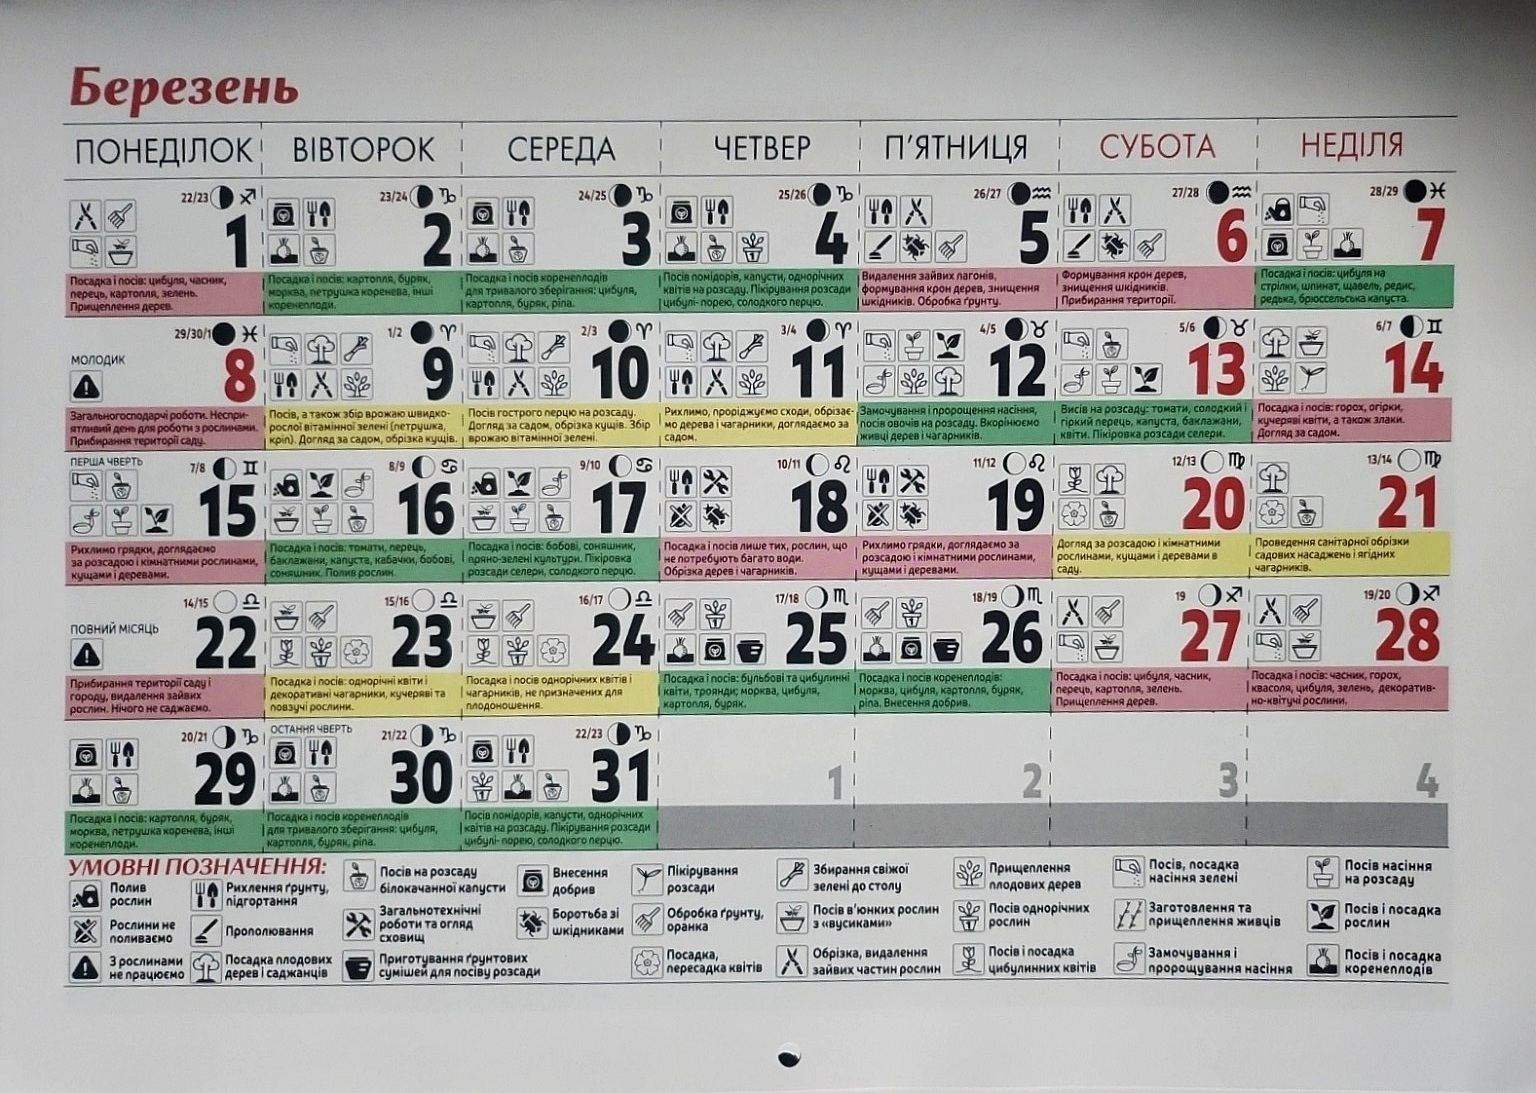 Березень
ПОНЕДІЛОК ВІВТОРОК СЕРЕДА ЧЕТВЕР П'ЯТНИЦЯ СУБОТА НЕДІЛЯ
22/23
1
Посадка і посів: цибуля, часник,
перець, картопля, зелень.
Прищеплення дерев.
23/24
2
Посадка і посів: картопля, буряк,
морква, петрушка коренева, інші
коренеплоди.
24/25
3
Посадка і посів коренеплодів
для тривалого зберігання: цибуля,
картопля, буряк, ріпа.
25/26
4
Посів помідорів, капусти, однорічних
квітів на розсаду. Пікірування розсади
цибулі- порею, солодкого перцю.
26/27
5
Видалення зайвих пагонів,
формування крон дерев, знищення
шкідників. Обробка ґрунту.
27/28
6
Формування крон дерев,
знищення шкідників.
Прибирання території.
28/29
7
Посадка і посів: цибуля на
стрілки, шпинат, щавель, редис,
редька, брюссельська капуста.
29/30/1
МОЛОДИК
8
Загальногосподарчі роботи. Неспри-
ятливий день для роботи з рослинами.
Прибирання території саду.
1/2
9
Посів, а також збір врожаю швидко-
рослої вітамінної зелені (петрушка,
кріп). Догляд за садом, обрізка кущів.
2/3
10
Посів гострого перцю на розсаду.
Догляд за садом, обрізка кущів. Збір
врожаю вітамінної зелені.
3/4
11
Рихлимо, проріджуємо сходи, обрізає-
мо дерева і чагарники, доглядаємо за
садом.
4/5
12
Замочування і пророщення насіння,
посів овочів на розсаду. Вкорінюємо
живці дерев і чагарників.
5/6
13
Висів на розсаду: томати, солодкий і
гіркий перець, капуста, баклажани,
квіти. Пікіровка розсади селери.
6/7
14
Посадка і посів: горох, огірки,
кучеряві квіти, а також злаки.
Догляд за садом.
ПЕРША ЧВЕРТЬ
7/8
15
Рихлимо грядки, доглядаємо
за розсадою і кімнатними рослинами,
кущами і деревами.
8/9
16
Посадка і посів: томати, перець,
баклажани, капуста, кабачки, бобові,
соняшник. Полив рослин.
9/10
17
Посадка і посів: бобові, соняшник,
пряно-зелені культури. Пікіровка
розсади селери, солодкого перцю.
10/11
18
Посадка і посів лише тих, рослин, що
не потребують багато води.
Обрізка дерев і чагарників.
11/12
19
Рихлимо грядки, доглядаємо за
розсадою і кімнатними рослинами,
кущами і деревами.
12/13
20
Догляд за розсадою і кімнатними
рослинами, кущами і деревами в
саду.
13/14
21
Проведення санітарної обрізки
садових насаджень і ягідних
чагарників.
14/15
ПОВНИЙ МІСЯЦЬ
22
Прибирання території саду і
городу, видалення зайвих
рослин. Нічого не саджаємо.
15/16
23
Посадка і посів: однорічні квіти і
декоративні чагарники, кучеряві та
повзучі рослини.
16/17
24
Посадка і посів однорічних квітів і
чагарників, не призначених для
плодоношення.
17/18
25
Посадка і посів: бульбові та цибулинні
квіти, троянди; морква, цибуля,
картопля, буряк.
18/19
26
Посадка і посів коренеплодів:
морква, цибуля, картопля, буряк,
ріпа. Внесення добрив.
19
27
Посадка і посів: цибуля, часник,
перець, картопля, зелень.
Прищеплення дерев.
19/20
28
Посадка і посів: часник, горох,
квасоля, цибуля, зелень, декоратив-
но-квітучі рослини.
20/21
29
Посадка і посів: картопля, буряк,
морква, петрушка коренева, інші
коренеплоди.
ОСТАННЯ ЧВЕРТЬ
21/22
30
Посадка і посів коренеплодів
для тривалого зберігання: цибуля,
картопля, буряк, ріпа.
22/23
31
Посів помідорів, капусти, однорічних
квітів на розсаду. Пікірування розсади
цибулі- порею, солодкого перцю.
1
2
3
4
УМОВНІ ПОЗНАЧЕННЯ:
Полив
рослин
Рослини не
поливаємо
З рослинами
не працюємо
Рихлення ґрунту,
підгортання
Прополювання
Посадка плодових
дерев і саджанців
Посів на розсаду
білокачанної капусти
Загальнотехнічні
роботи та огляд
сховищ
Приготування ґрунтових
сумішей для посіву розсади
Внесення
добрив
Боротьба зі
шкідниками
Пікірування
розсади
Обробка ґрунту,
оранка
Посадка,
пересадка квітів
Збирання свіжої
зелені до столу
Посів в'юнких рослин
з «вусиками»
Обрізка, видалення
зайвих частин рослин
Прищеплення
плодових дерев
Посів однорічних
рослин
Посів і посадка
цибулинних квітів
Посів, посадка
насіння зелені
Заготовлення та
прищеплення живців
Замочування і
пророщування насіння
Посів насіння
на розсаду
Посів і посадка
рослин
Посів і посадка
коренеплодів